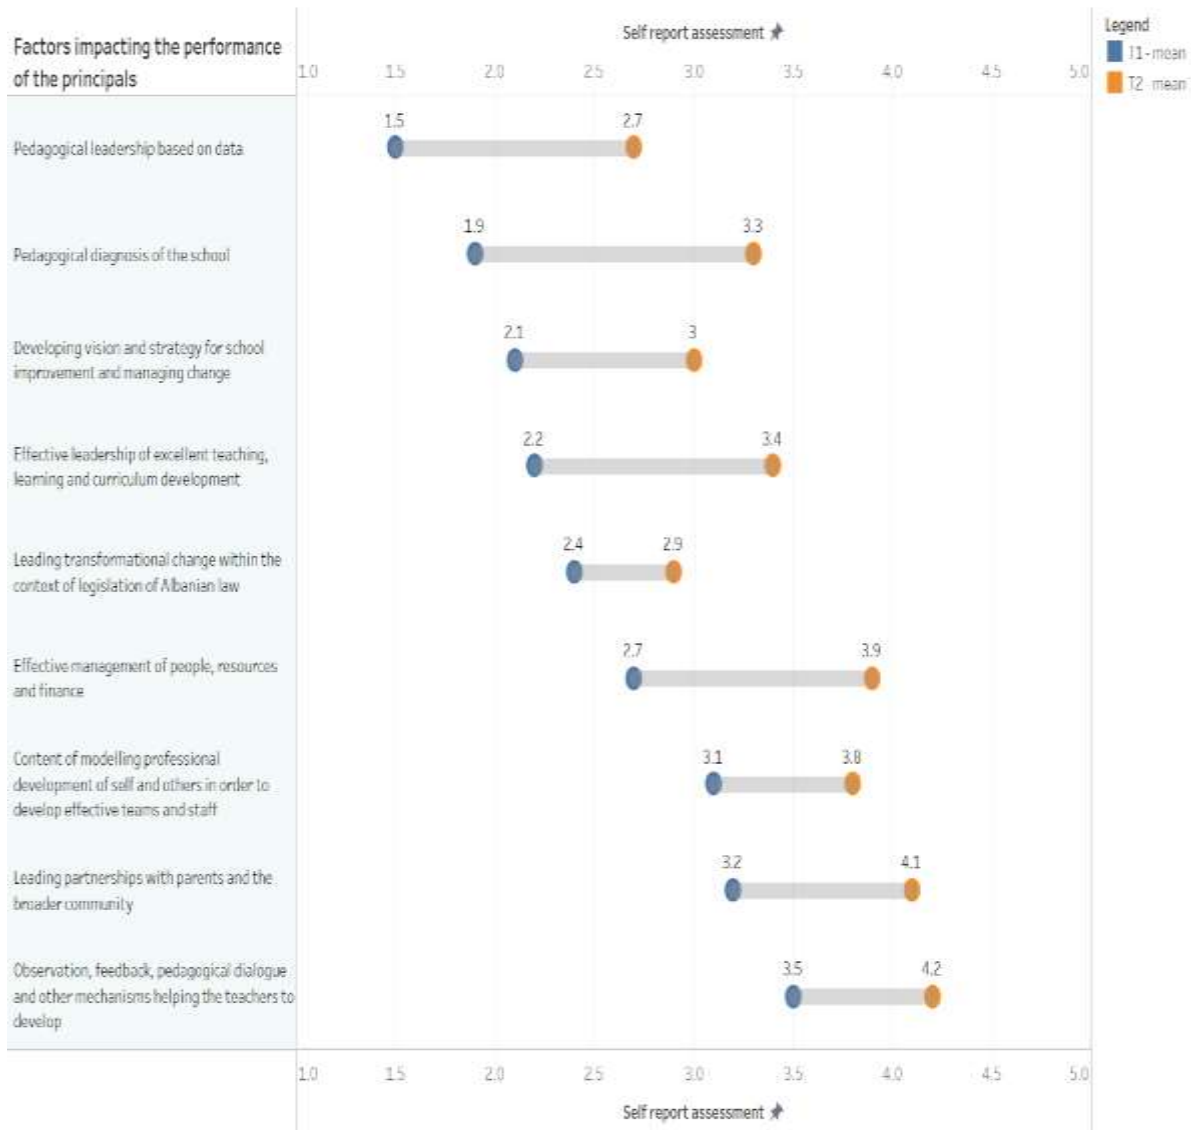 Factors impacting the performance
of the principals
Self report assessment
1.0 1.5 2.0 2.5 3.0 3.5 4.0 4.5 5.0
Legend
T1-mean
T2 mean
Pedagogical leadership based on data
1.5 2.7
Pedagogical diagnosis of the school
1.9 3.3
Developing vision and strategy for school
improvement and managing change
2.1 3
Effective leadership of excellent teaching,
learning and curriculum development
2.2 3.4
Leading transformational change within the
context of legislation of Albanian law
2.4 2.9
Effective management of people, resources
and finance
2.7 3.9
Content of modelling professional
development of self and others in order to
develop effective teams and staff
3.1 3.8
Leading partnerships with parents and the
broader community
3.2 4.1
Observation, feedback, pedagogical dialogue
and other mechanisms helping the teachers to
develop
3.5 4.2
1.0 1.5 2.0 2.5 3.0 3.5 4.0 4.5 5.0
Self report assessment